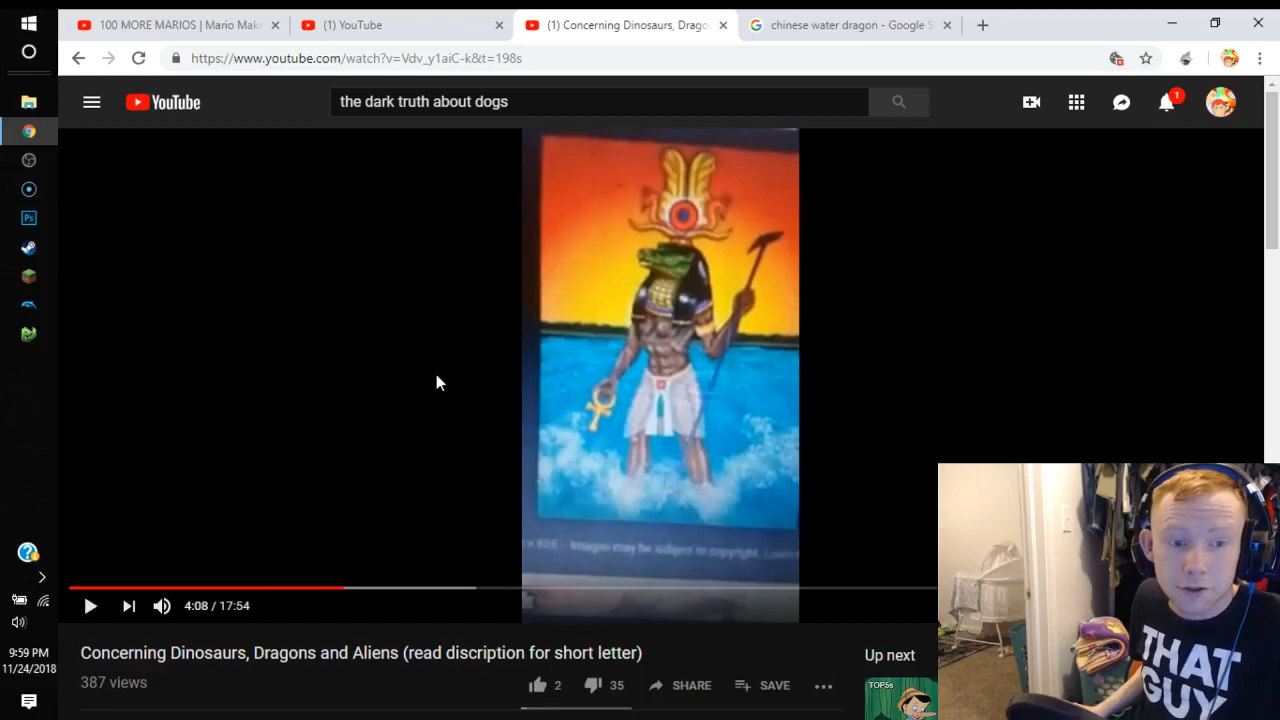 100 MORE MARIOS | Mario Make
(1) YouTube
(1) Concerning Dinosaurs, Drago
chinese water dragon - Google S
https://www.youtube.com/watch?v=Vdv_y1aiC-k&t=198s
YouTube
the dark truth about dogs
1
Ps
Images may be subject to copyright.
4:08 / 17:54
9:59 PM
11/24/2018
Concerning Dinosaurs, Dragons and Aliens (read discription for short letter)
387 views
2
35
SHARE
SAVE
Up next
TOP5s
THAT
GUY